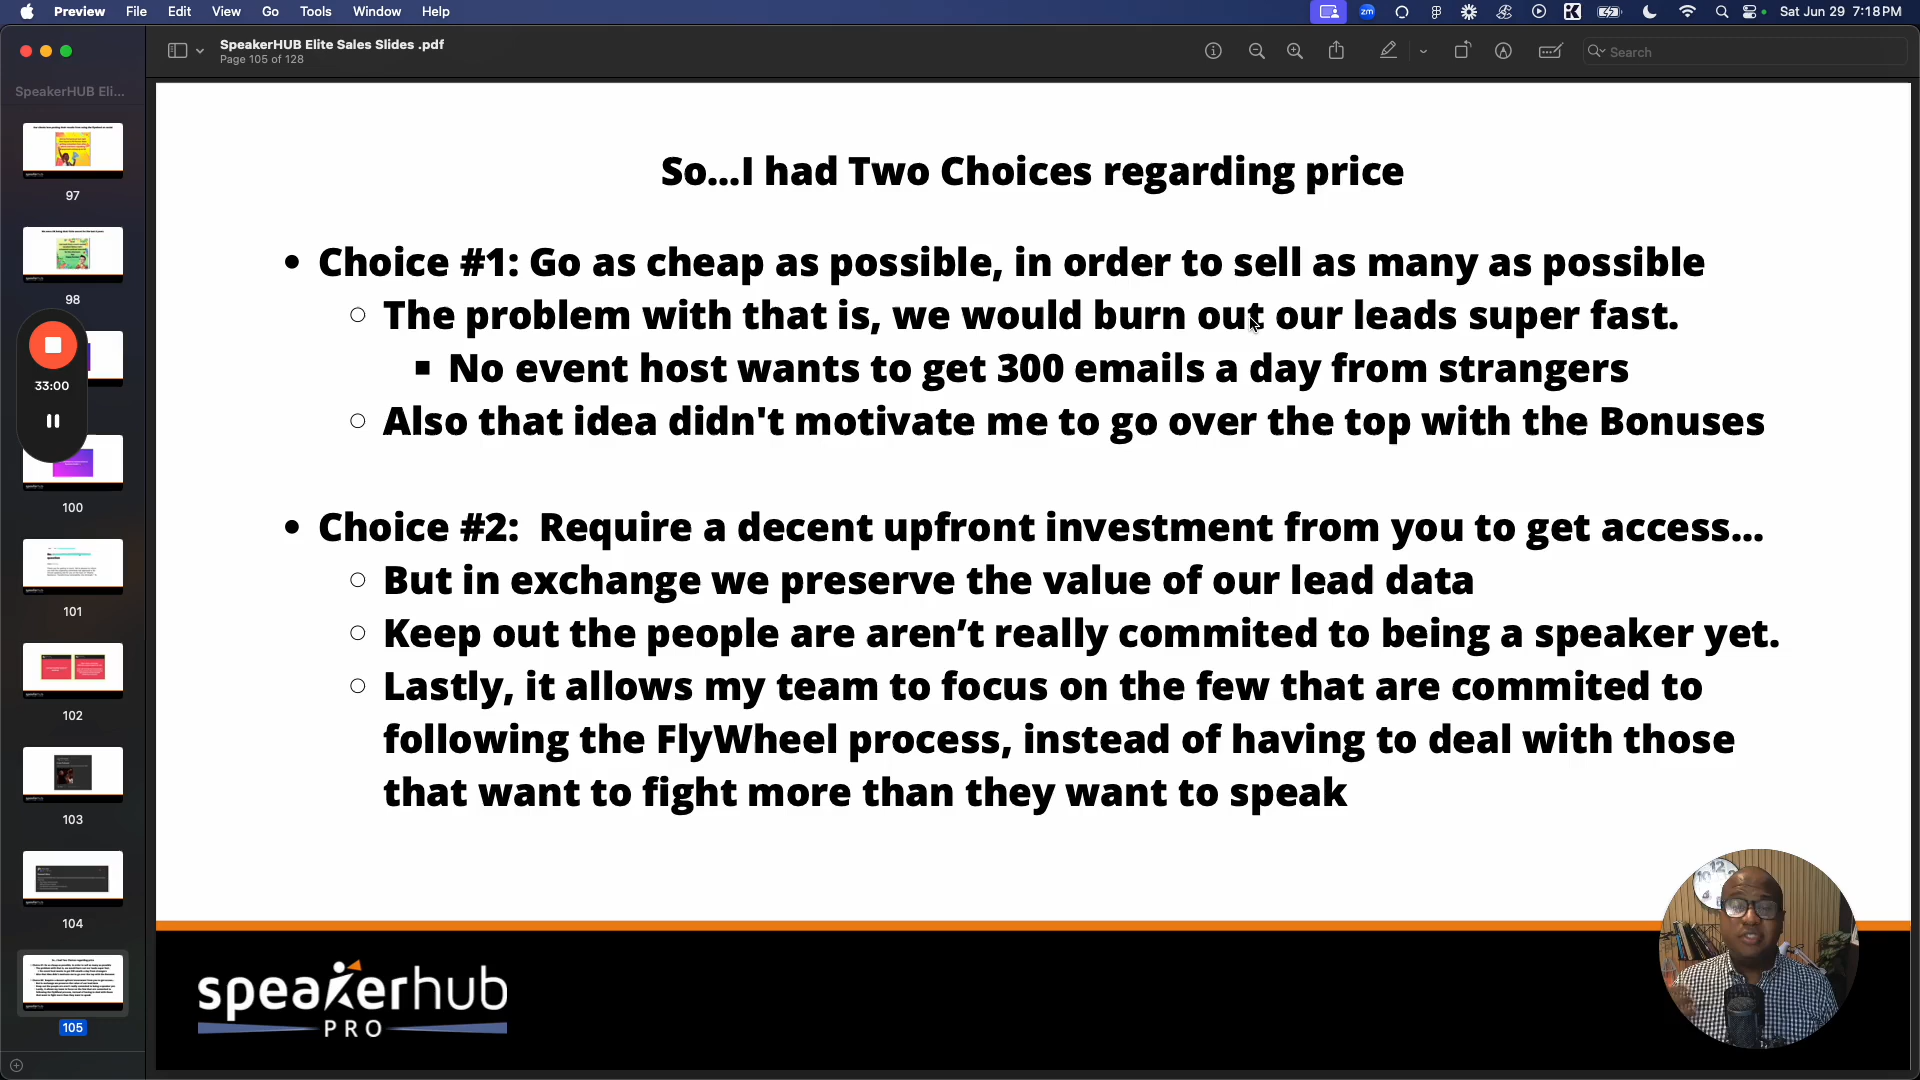 Preview File Edit View Go Tools Window Help
zm
Sat Jun 29 7:18 PM
SpeakerHUB Elite Sales Slides .pdf
Page 105 of 128
Search
SpeakerHUB Eli...
97
98
33:00
100
101
102
103
104
105
So...I had Two Choices regarding price
• Choice #1: Go as cheap as possible, in order to sell as many as possible
○ The problem with that is, we would burn out our leads super fast.
▪ No event host wants to get 300 emails a day from strangers
○ Also that idea didn't motivate me to go over the top with the Bonuses
• Choice #2:  Require a decent upfront investment from you to get access...
○ But in exchange we preserve the value of our lead data
○ Keep out the people are aren’t really commited to being a speaker yet.
○ Lastly, it allows my team to focus on the few that are commited to
following the FlyWheel process, instead of having to deal with those
that want to fight more than they want to speak
speakerhub
PRO